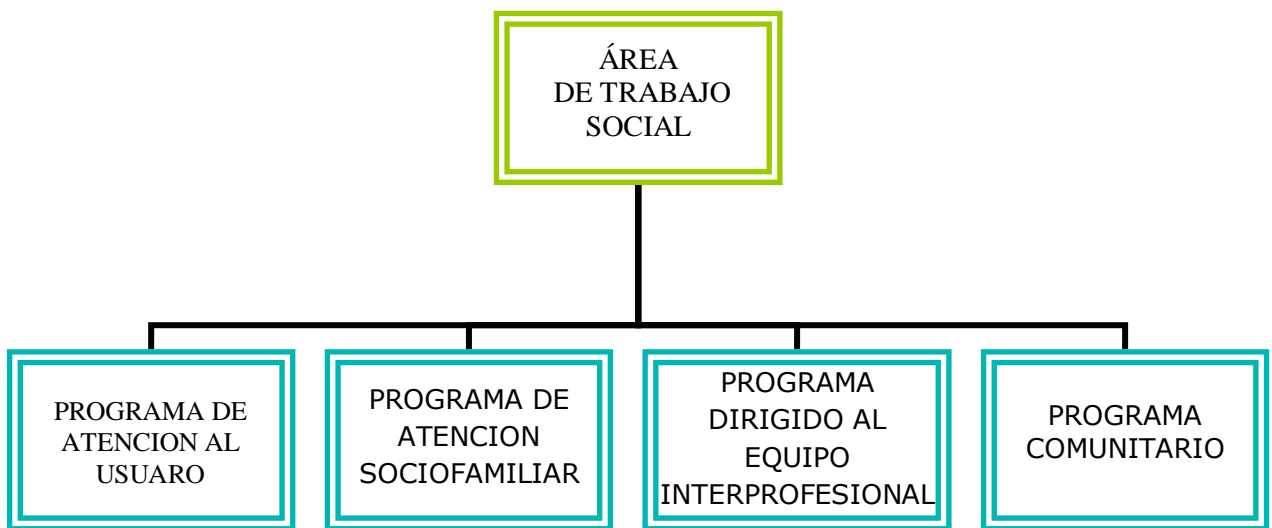 ÁREA
DE TRABAJO
SOCIAL
PROGRAMA DE
ATENCION AL
USUARO
PROGRAMA DE
ATENCION
SOCIOFAMILIAR
PROGRAMA
DIRIGIDO AL
EQUIPO
INTERPROFESIONAL
PROGRAMA
COMUNITARIO